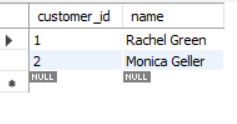 customer_id name
1 Rachel Green
2 Monica Geller
NULL NULL